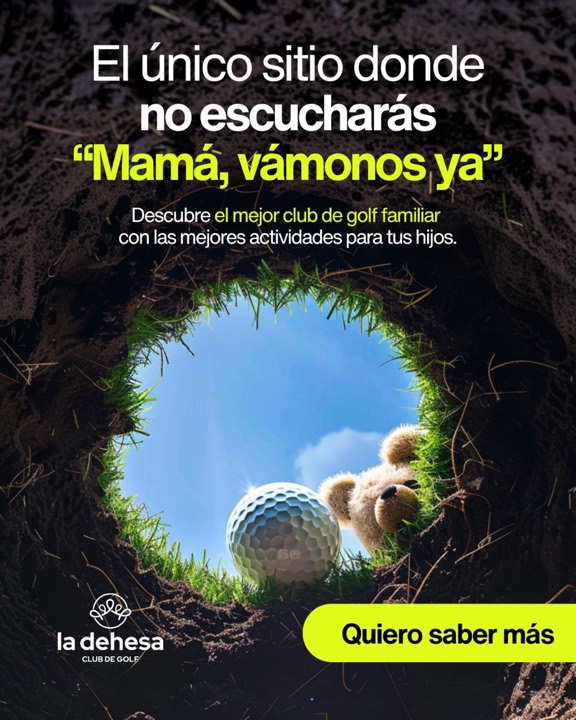 El único sitio donde
no escucharás
“Mamá, vámonos ya”
Descubre el mejor club de golf familiar
con las mejores actividades para tus hijos.
la dehesa
CLUB DE GOLF
Quiero saber más